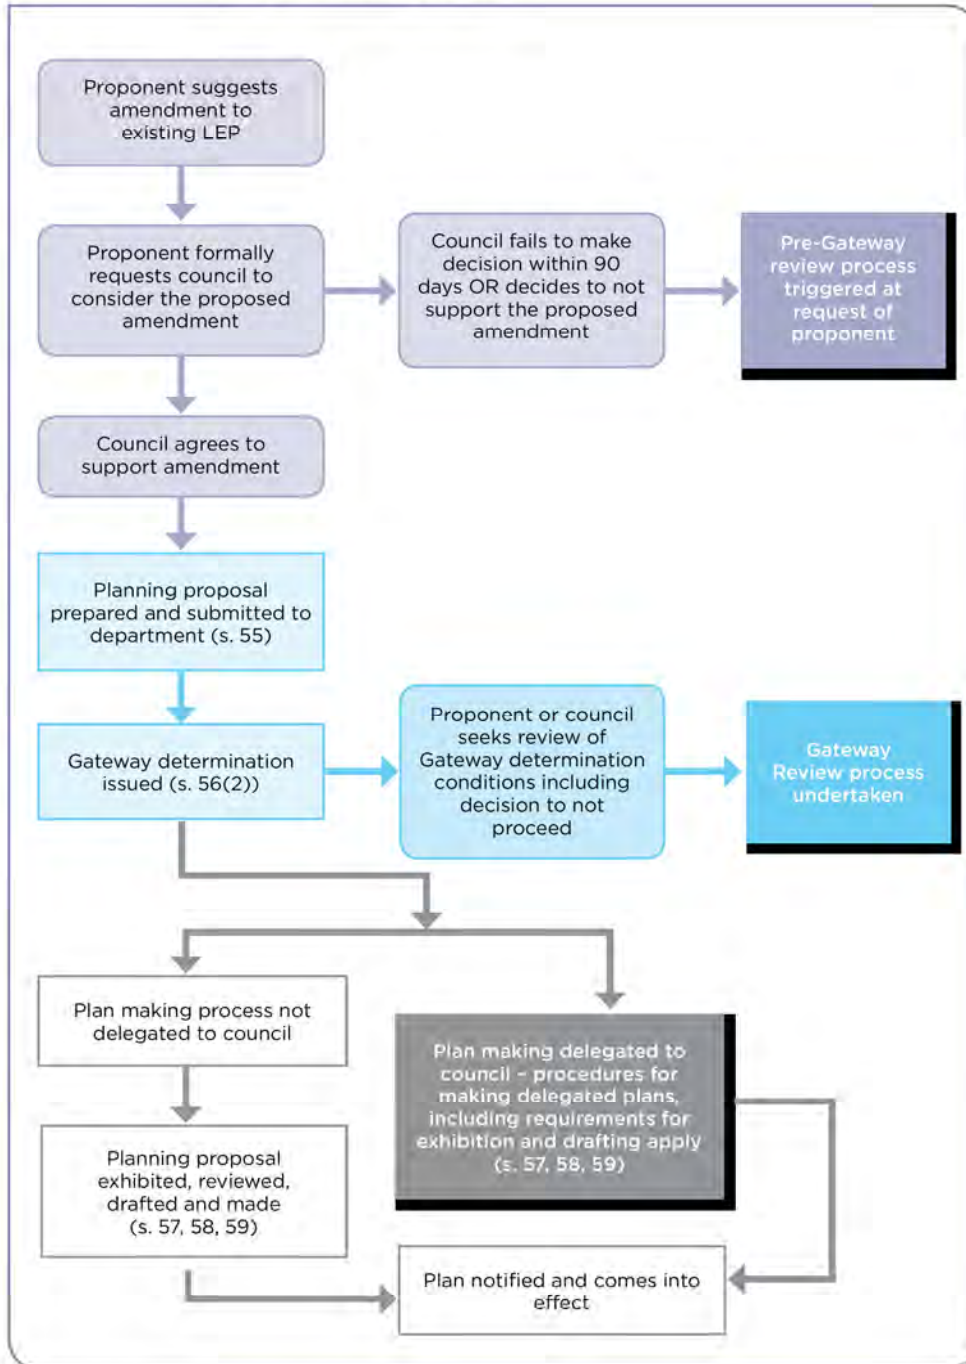 Proponent suggests
amendment to
existing LEP
Proponent formally
requests council to
consider the proposed
amendment
Council fails to make
decision within 90
days OR decides to not
support the proposed
amendment
Pre-Gateway
review process
triggered at
request of
proponent
Council agrees to
support amendment
Planning proposal
prepared and submitted to
department (s. 55)
Gateway determination
issued (s. 56(2))
Proponent or council
seeks review of
Gateway determination
conditions including
decision to not
proceed
Gateway
Review process
undertaken
Plan making process not
delegated to council
Plan making delegated to
council – procedures for
making delegated plans,
including requirements for
exhibition and drafting apply
(s. 57, 58, 59)
Planning proposal
exhibited, reviewed,
drafted and made
(s. 57, 58, 59)
Plan notified and comes into
effect